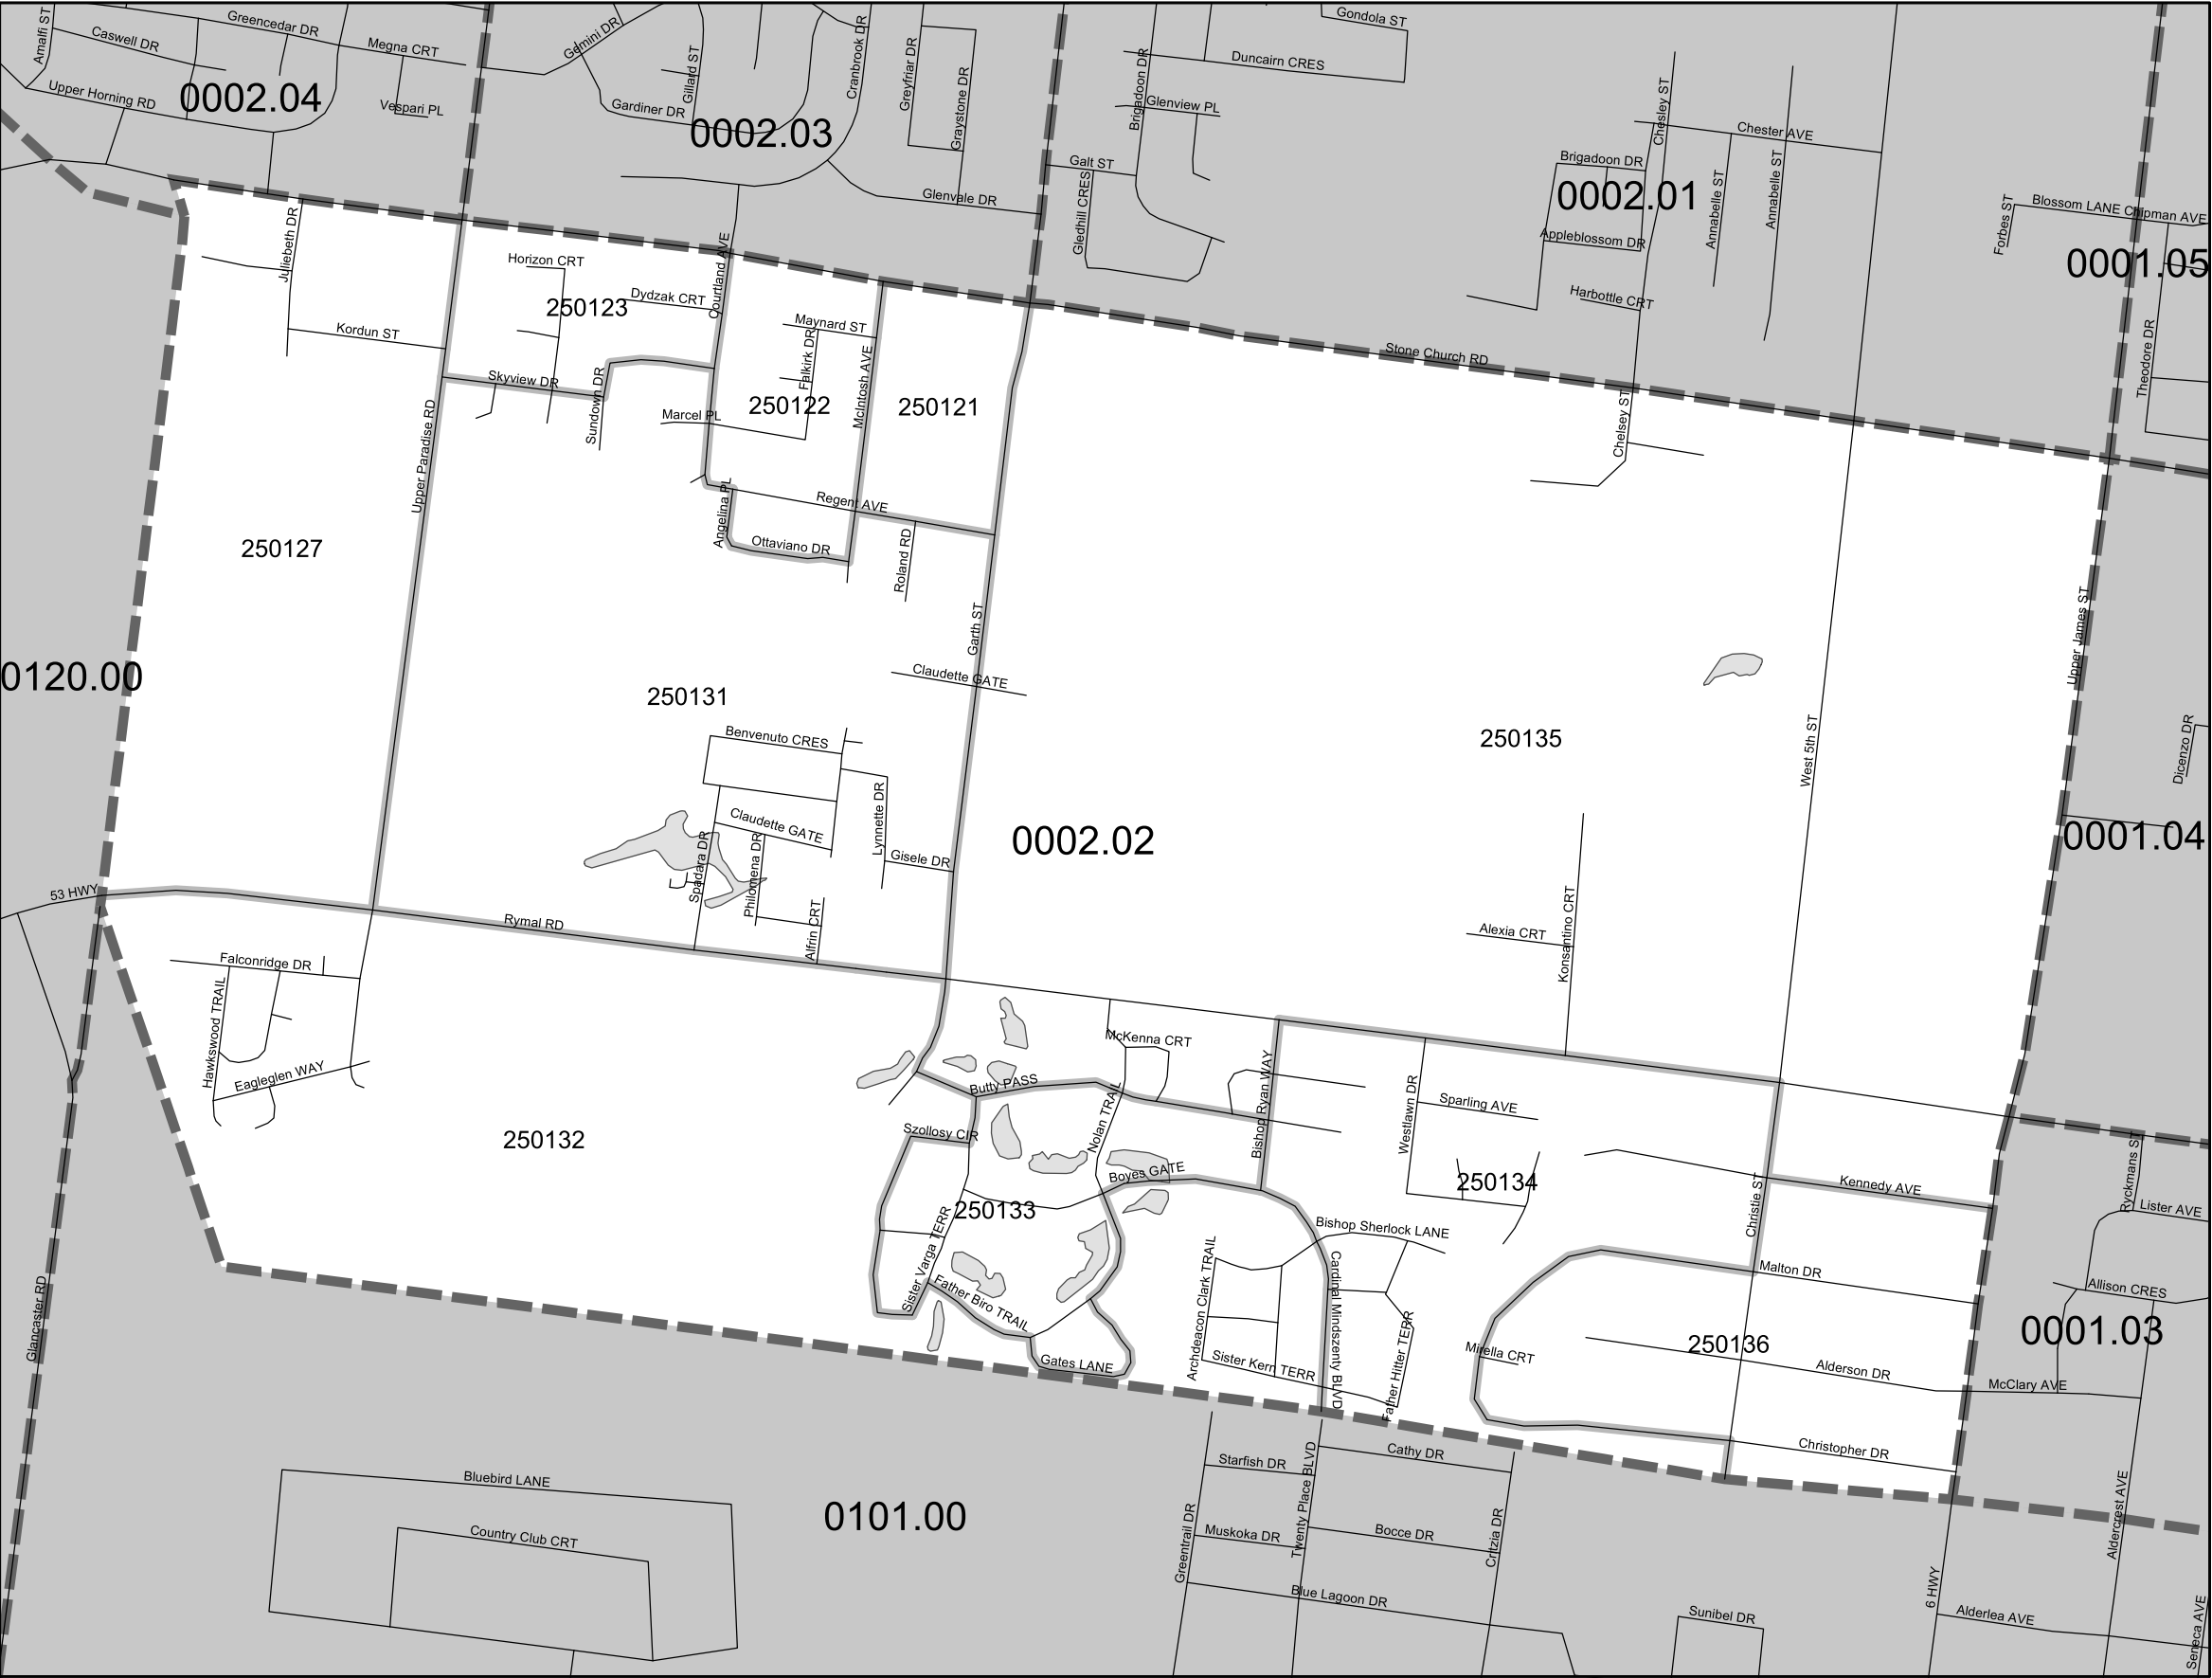 Amalfi ST
Greencedar DR
Caswell DR
Megna CRT
Upper Horning RD
0002.04
Vespari PL
Gemini DR
Gillard ST
Gardiner DR
0002.03
Cranbrook DR
Greyfriar DR
Graystone DR
Glenvale DR
Gondola ST
Duncairn CRES
Brigadoon DR
Glenview PL
Galt ST
Gledhill CRES
Chesley ST
Chester AVE
Brigadoon DR
0002.01
Annabelle ST
Annabelle ST
Appleblossom DR
Harbottle CRT
Forbes ST
Blossom LANE
Chipman AVE
0001.05
Theodore DR
Stone Church RD
Juliebeth DR
Kordun ST
Horizon CRT
250123
Dydzak CRT
Courtland AVE
Skyview DR
Sundown DR
Maynard ST
Falkirk DR
McIntosh AVE
250122
250121
Marcel PL
Upper Paradise RD
Regent AVE
Angelina PL
Ottaviano DR
Roland RD
Chelsey ST
250127
Garth ST
Claudette GATE
0120.00
250131
250135
Upper James ST
West 5th ST
Dicenzo DR
Benvenuto CRES
Claudette GATE
Lynnette DR
Gisele DR
Spadara DR
Philomena DR
Alfrin CRT
0002.02
0001.04
53 HWY
Rymal RD
Konsantino CRT
Alexia CRT
Falconridge DR
Hawkswood TRAIL
Eagleglen WAY
McKenna CRT
Butty PASS
Nolan TRAIL
Bishop Ryan WAY
Westlawn DR
Sparling AVE
250132
Szollosy CIR
Boyes GATE
250134
250133
Sister Varga TERR
Father Biro TRAIL
Gates LANE
Christie ST
Kennedy AVE
Ryckmans ST
Lister AVE
Bishop Sherlock LANE
Archdeacon Clark TRAIL
Cardinal Mindszenty BLVD
Sister Kern TERR
Father Hitter TERR
Malton DR
Mirella CRT
250136
Alderson DR
Allison CRES
0001.03
McClary AVE
Christopher DR
Glancaster RD
Bluebird LANE
Country Club CRT
0101.00
Starfish DR
Cathy DR
Greentrail DR
Muskoka DR
Twenty Place BLVD
Bocce DR
Critzia DR
Blue Lagoon DR
Sunibel DR
6 HWY
Aldercrest AVE
Alderlea AVE
Seneca AVE